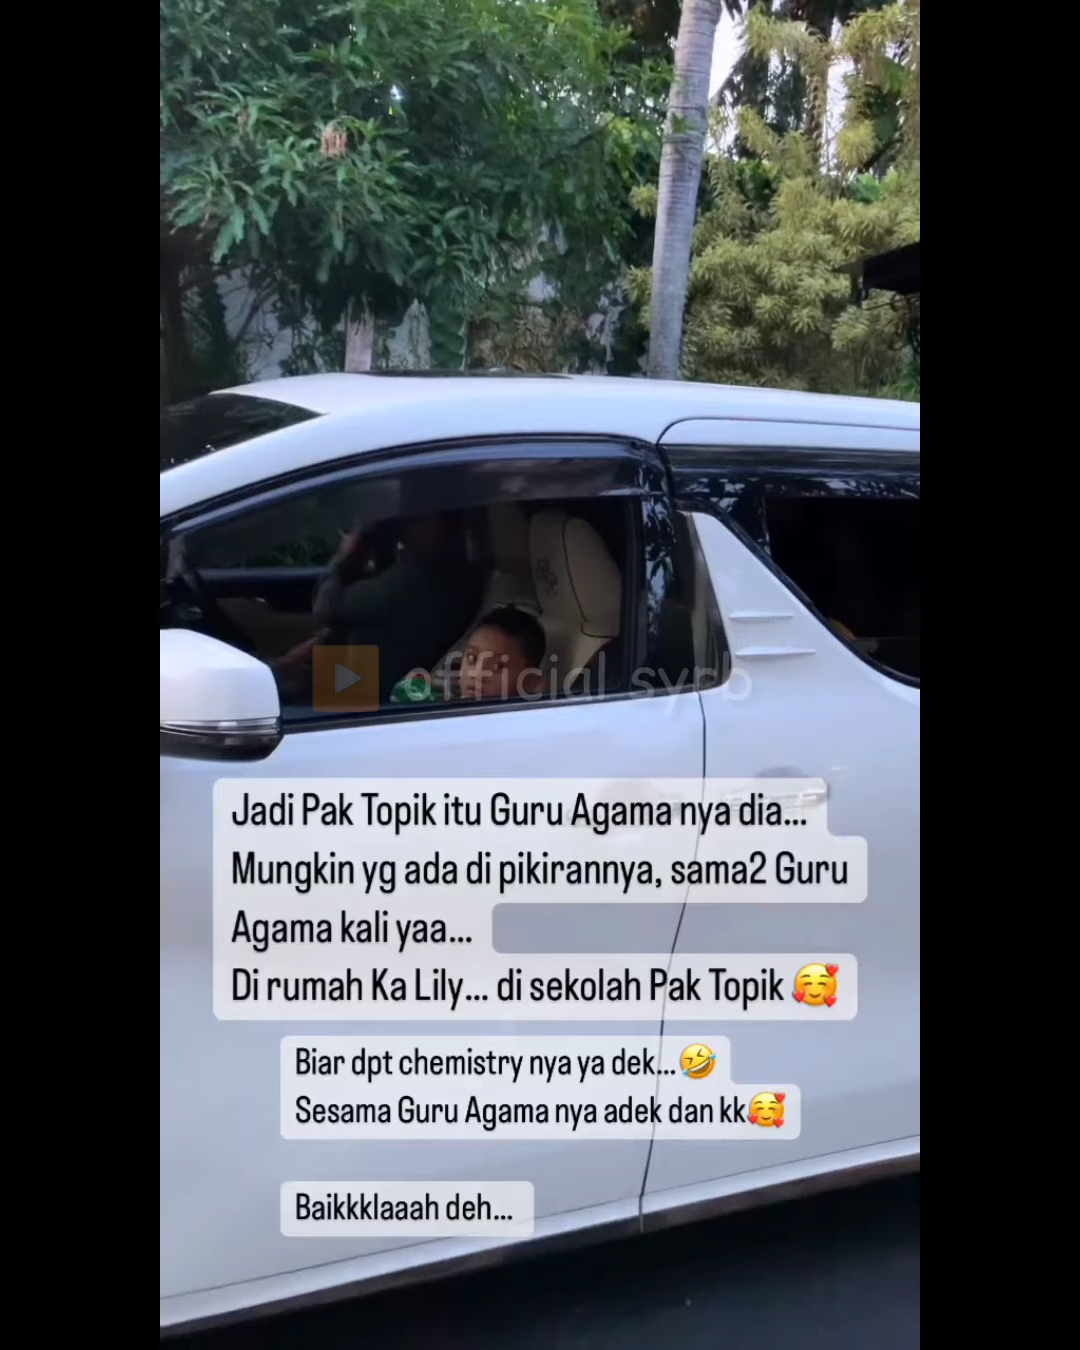 official syrb
Jadi Pak Topik itu Guru Agama nya dia...
Mungkin yg ada di pikirannya, sama2 Guru
Agama kali yaa...
Di rumah Ka Lily... di sekolah Pak Topik 🥰
Biar dpt chemistry nya ya dek...🤣
Sesama Guru Agama nya adek dan kk🥰
Baikkklaaah deh...